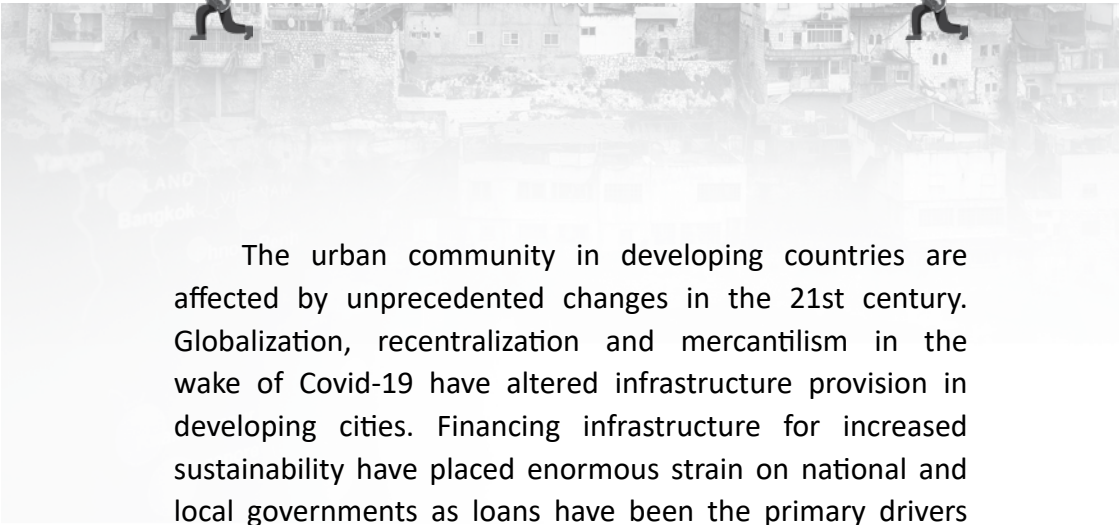 Bangkok
The urban community in developing countries are
affected by unprecedented changes in the 21st century.
Globalization, recentralization and mercantilism in the
wake of Covid-19 have altered infrastructure provision in
developing cities. Financing infrastructure for increased
sustainability have placed enormous strain on national and
local governments as loans have been the primary drivers